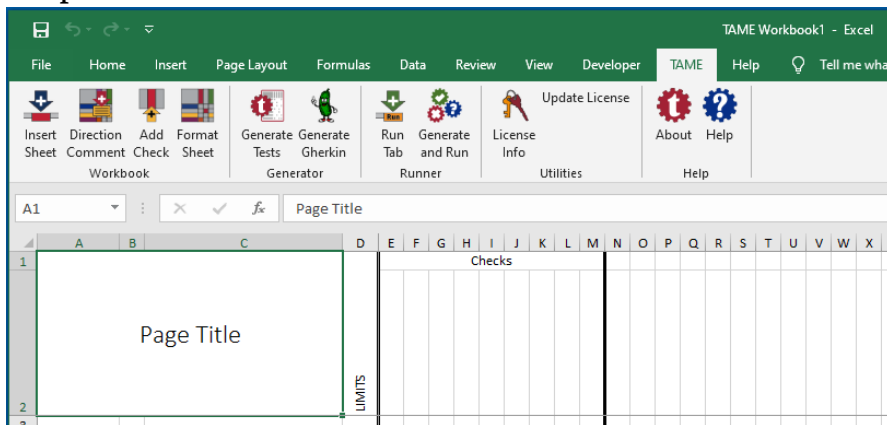 TAME Workbook1 - Excel
File Home Insert Page Layout Formulas Data Review View Developer TAME Help Tell me wha
Insert Sheet Direction Comment Add Check Format Sheet Generate Tests Generate Gherkin Run Run Tab Generate and Run License Info Update License About Help
Workbook Generator Runner Utilities Help
A1 fx Page Title
A B C D E F G H I J K L M N O P Q R S T U V W X
1 Checks
Page Title
LIMITS
2